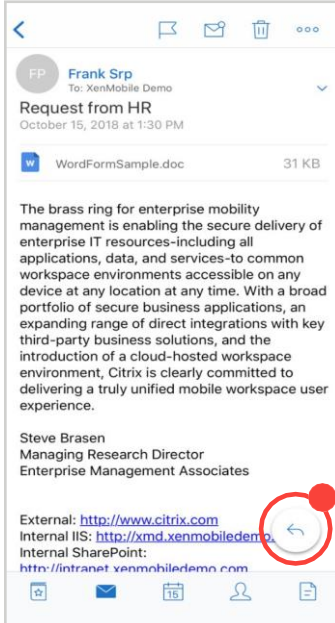 FP
Frank Srp
To: XenMobile Demo
Request from HR
October 15, 2018 at 1:30 PM
W
WordFormSample.doc 31 KB
The brass ring for enterprise mobility
management is enabling the secure delivery of
enterprise IT resources-including all
applications, data, and services-to common
workspace environments accessible on any
device at any location at any time. With a broad
portfolio of secure business applications, an
expanding range of direct integrations with key
third-party business solutions, and the
introduction of a cloud-hosted workspace
environment, Citrix is clearly committed to
delivering a truly unified mobile workspace user
experience.
Steve Brasen
Managing Research Director
Enterprise Management Associates
External: http://www.citrix.com
Internal IIS: http://xmd.xenmobiledemo.
Internal SharePoint:
http://intranet.xenmobiledemo.com
15